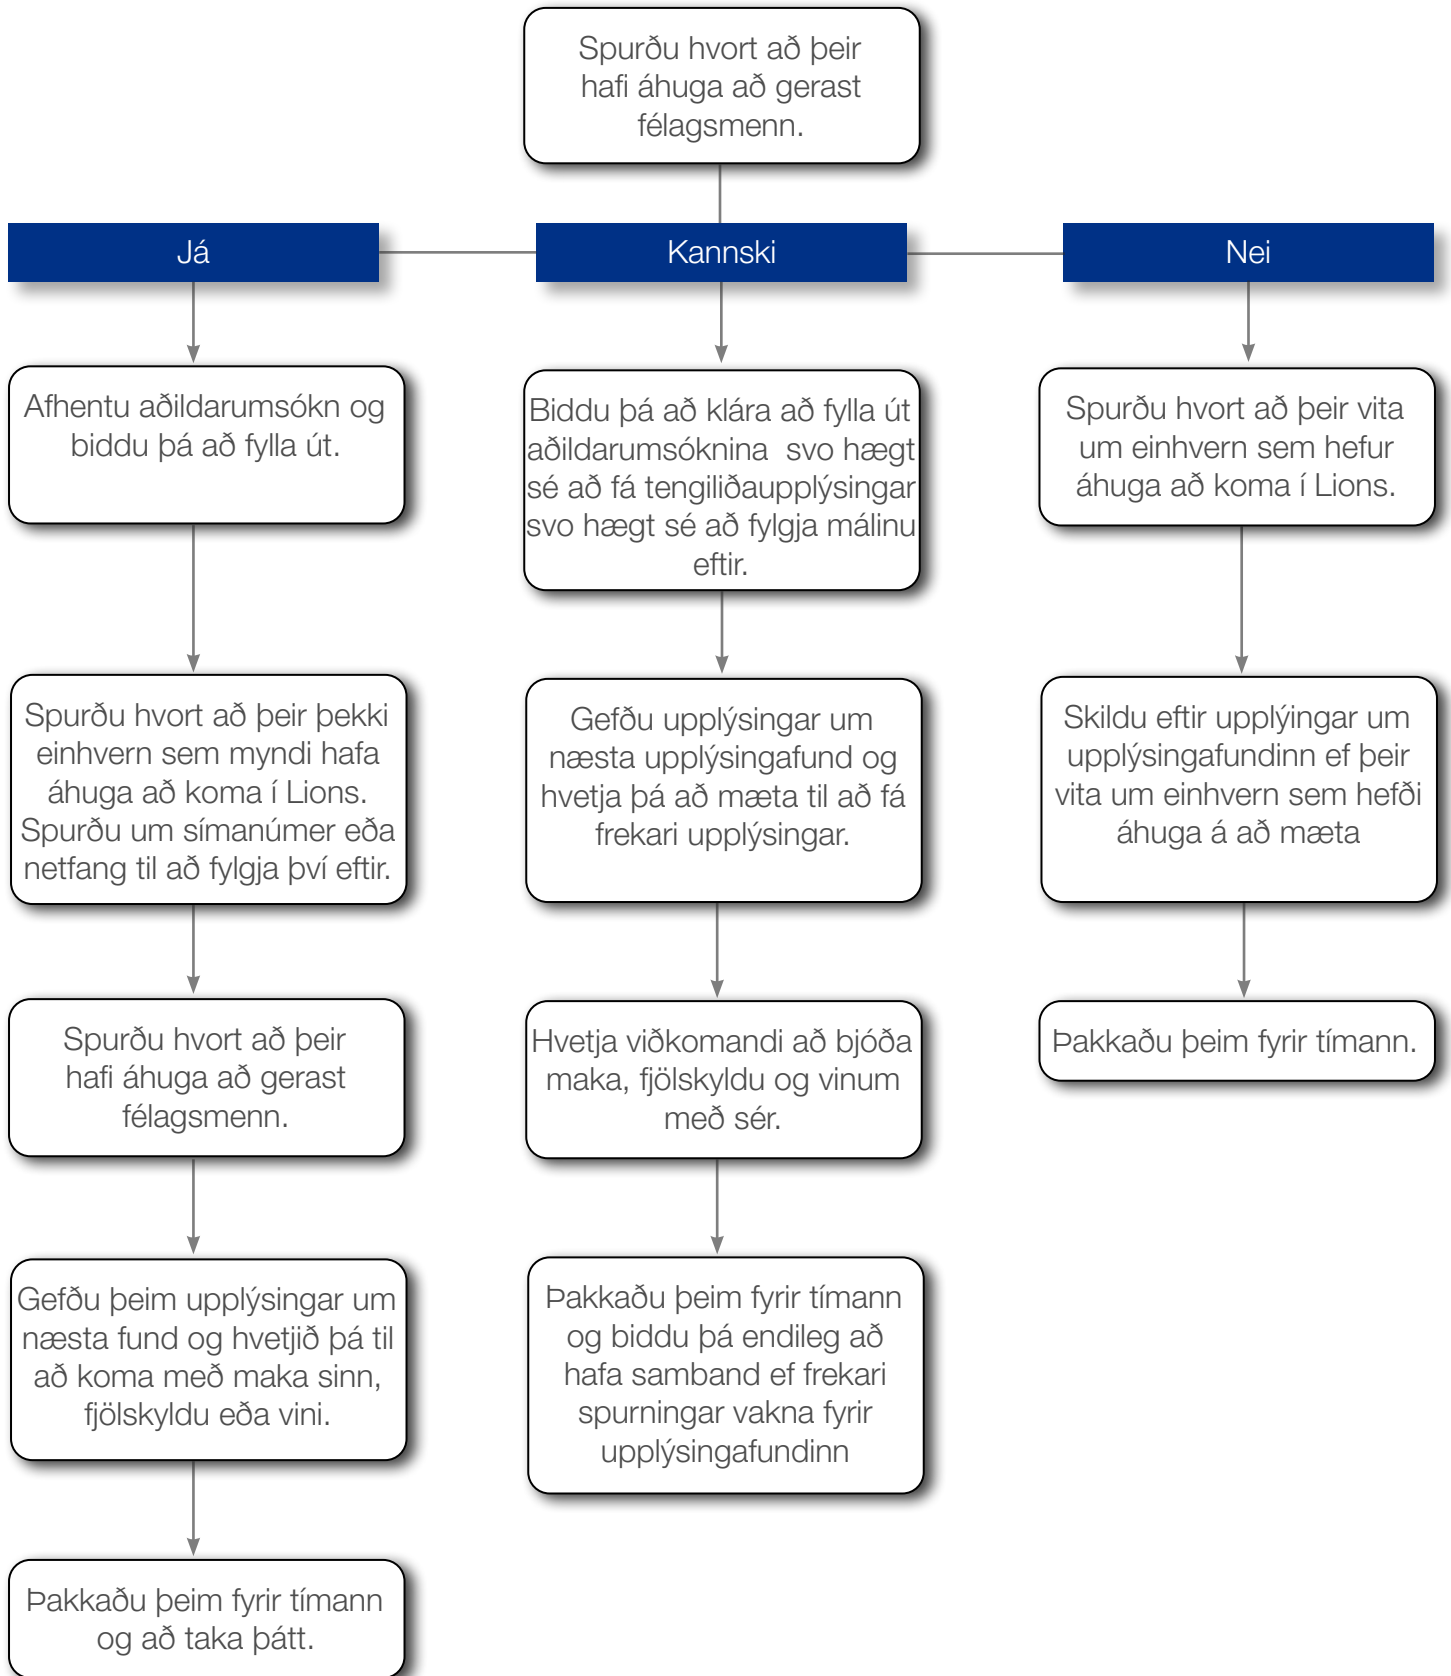 Spurðu hvort að þeir
hafi áhuga að gerast
félagsmenn.
Já
Kannski
Nei
Afhentu aðildarumsókn og
biddu þá að fylla út.
Spurðu hvort að þeir þekki
einhvern sem myndi hafa
áhuga að koma í Lions.
Spurðu um símanúmer eða
netfang til að fylgja því eftir.
Spurðu hvort að þeir
hafi áhuga að gerast
félagsmenn.
Gefðu þeim upplýsingar um
næsta fund og hvetjið þá til
að koma með maka sinn,
fjölskyldu eða vini.
Þakkaðu þeim fyrir tímann
og að taka þátt.
Biddu þá að klára að fylla út
aðildarumsóknina  svo hægt
sé að fá tengiliðaupplýsingar
svo hægt sé að fylgja málinu
eftir.
Gefðu upplýsingar um
næsta upplýsingafund og
hvetja þá að mæta til að fá
frekari upplýsingar.
Hvetja viðkomandi að bjóða
maka, fjölskyldu og vinum
með sér.
Þakkaðu þeim fyrir tímann
og biddu þá endileg að
hafa samband ef frekari
spurningar vakna fyrir
upplýsingafundinn
Spurðu hvort að þeir vita
um einhvern sem hefur
áhuga að koma í Lions.
Skildu eftir upplýingar um
upplýsingafundinn ef þeir
vita um einhvern sem hefði
áhuga á að mæta
Þakkaðu þeim fyrir tímann.